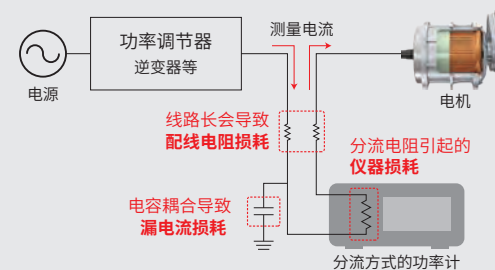 功率调节器
逆变器等
测量电流
电源
电机
线路长会导致
配线电阻损耗
分流电阻引起的
仪器损耗
电容耦合导致
漏电流损耗
分流方式的功率计